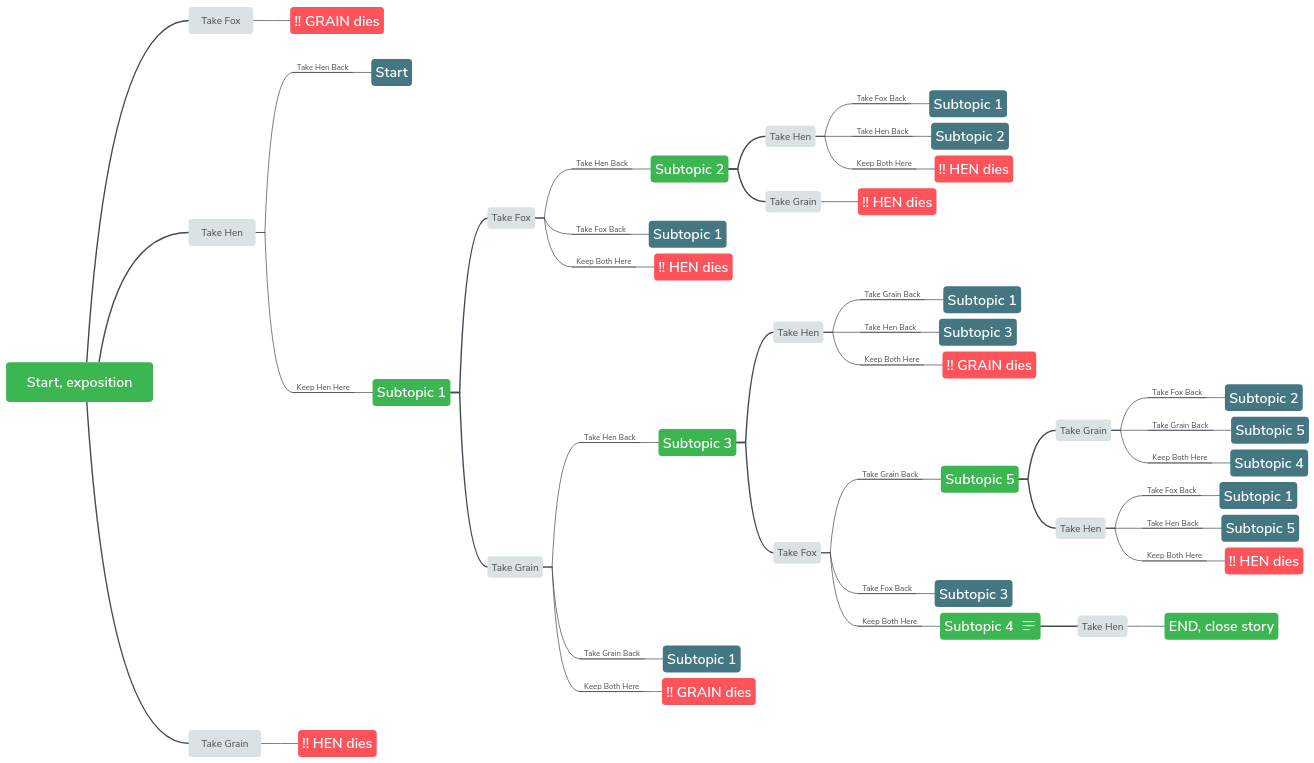 Start, exposition
Take Fox
!! GRAIN dies
Take Hen
Take Hen Back
Start
Keep Hen Here
Subtopic 1
Take Fox
Take Hen Back
Subtopic 2
Take Hen
Take Fox Back
Subtopic 1
Take Hen Back
Subtopic 2
Keep Both Here
!! HEN dies
Take Grain
!! HEN dies
Take Fox Back
Subtopic 1
Keep Both Here
!! HEN dies
Take Grain
Take Hen Back
Subtopic 3
Take Hen
Take Grain Back
Subtopic 1
Take Hen Back
Subtopic 3
Keep Both Here
!! GRAIN dies
Take Fox
Take Grain Back
Subtopic 5
Take Grain
Take Fox Back
Subtopic 2
Take Grain Back
Subtopic 5
Keep Both Here
Subtopic 4
Take Hen
Take Fox Back
Subtopic 1
Take Hen Back
Subtopic 5
Keep Both Here
!! HEN dies
Take Fox Back
Subtopic 3
Keep Both Here
Subtopic 4
Take Hen
END, close story
Take Grain Back
Subtopic 1
Keep Both Here
!! GRAIN dies
Take Grain
!! HEN dies